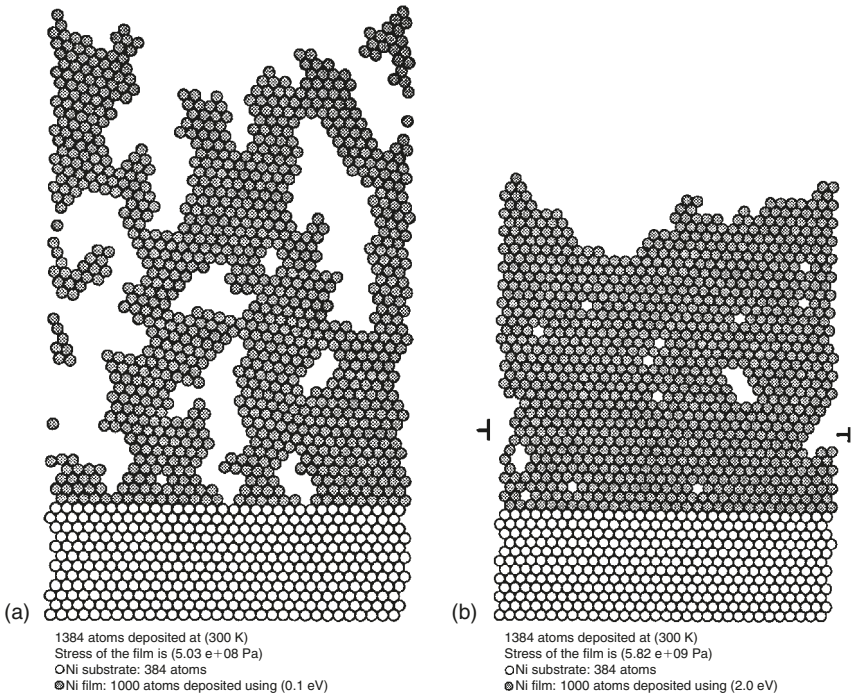 (a)
1384 atoms deposited at (300 K)
Stress of the film is (5.03 e+08 Pa)
Ni substrate: 384 atoms
Ni film: 1000 atoms deposited using (0.1 eV)
(b)
1384 atoms deposited at (300 K)
Stress of the film is (5.82 e+09 Pa)
Ni substrate: 384 atoms
Ni film: 1000 atoms deposited using (2.0 eV)